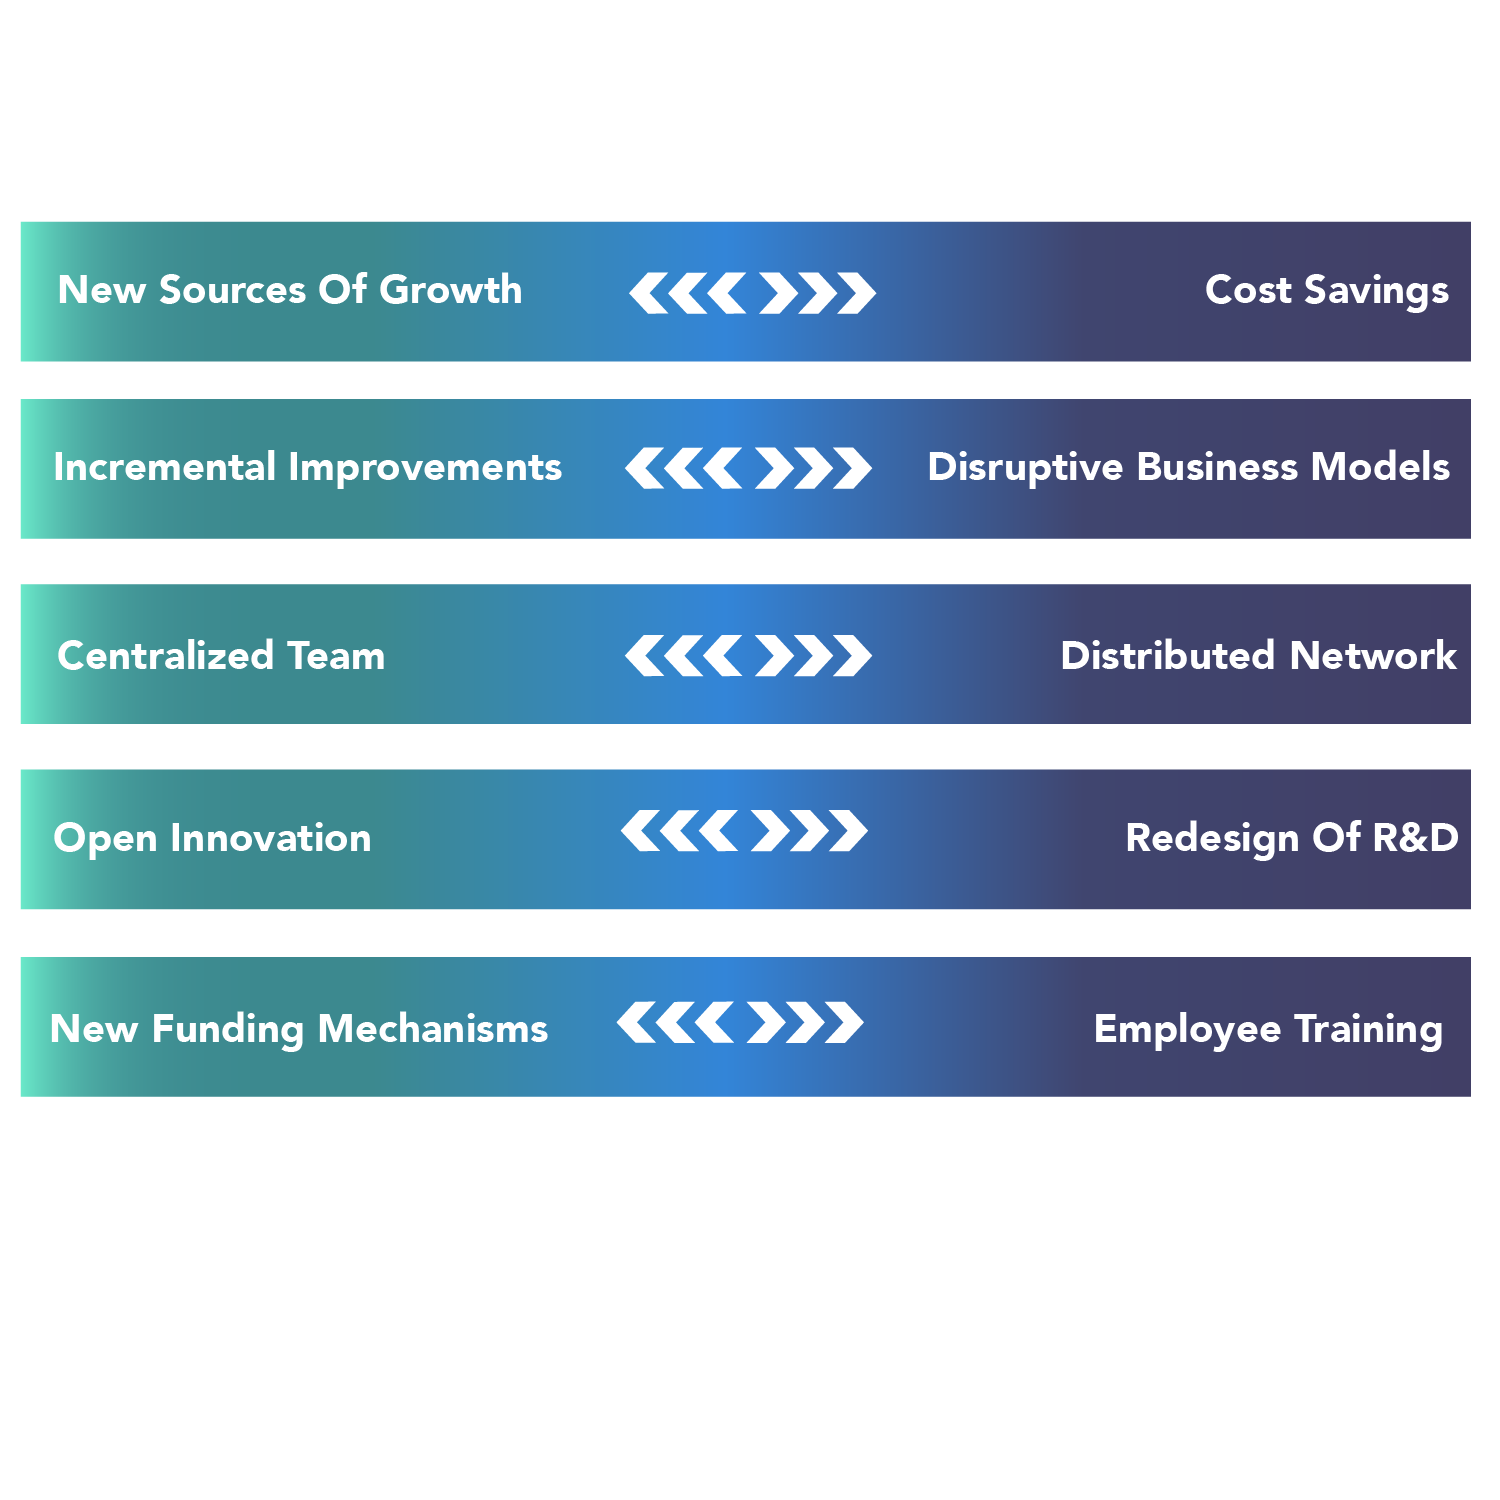 New Sources Of Growth Cost Savings
Incremental Improvements Disruptive Business Models
Centralized Team Distributed Network
Open Innovation Redesign Of R&D
New Funding Mechanisms Employee Training